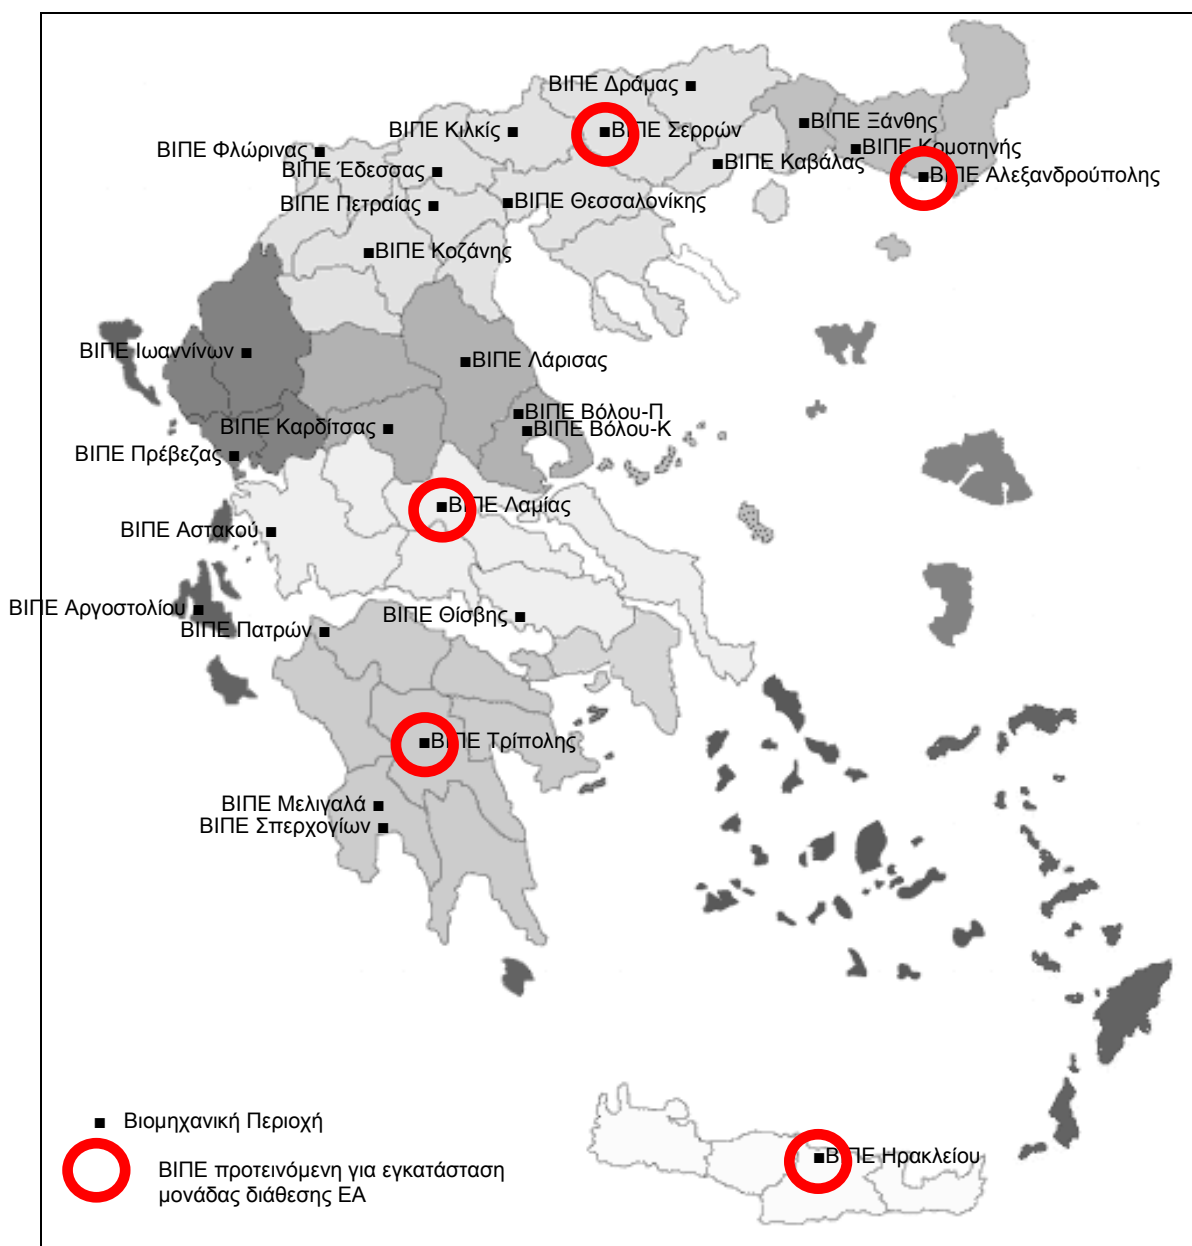 ΒΙΠΕ Δράμας
ΒΙΠΕ Ξάνθης
ΒΙΠΕ Κιλκίς
ΒΙΠΕ Σερρών
ΒΙΠΕ Φλώρινας
ΒΙΠΕ Κομοτηνής
ΒΙΠΕ Έδεσσας
ΒΙΠΕ Καβάλας
ΒΙΠΕ Αλεξανδρούπολης
ΒΙΠΕ Πετραίας
ΒΙΠΕ Θεσσαλονίκης
ΒΙΠΕ Κοζάνης
ΒΙΠΕ Ιωαννίνων
ΒΙΠΕ Λάρισας
ΒΙΠΕ Βόλου-Π
ΒΙΠΕ Καρδίτσας
ΒΙΠΕ Βόλου-Κ
ΒΙΠΕ Πρέβεζας
ΒΙΠΕ Λαμίας
ΒΙΠΕ Αστακού
ΒΙΠΕ Αργοστολίου
ΒΙΠΕ Θίσβης
ΒΙΠΕ Πατρών
ΒΙΠΕ Τρίπολης
ΒΙΠΕ Μελιγαλά
ΒΙΠΕ Σπερχογίων
Βιομηχανική Περιοχή
ΒΙΠΕ Ηρακλείου
ΒΙΠΕ προτεινόμενη για εγκατάσταση
μονάδας διάθεσης ΕΑ